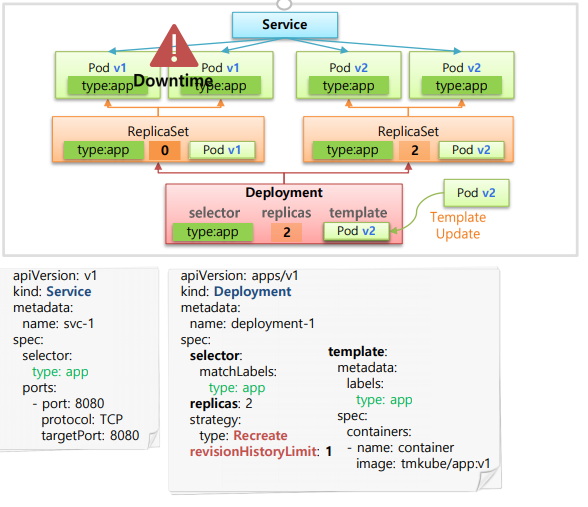 Service
Pod v1
type:app
Pod v1
type:app
Downtime
Pod v2
type:app
Pod v2
type:app
ReplicaSet
type:app 0 Pod v1
ReplicaSet
type:app 2 Pod v2
Deployment
selector replicas template
type:app 2 Pod v2
Pod v2
Template
Update
apiVersion: v1
kind: Service
metadata:
name: svc-1
spec:
selector:
type: app
ports:
- port: 8080
protocol: TCP
targetPort: 8080
apiVersion: apps/v1
kind: Deployment
metadata:
name: deployment-1
spec:
selector:
matchLabels:
type: app
replicas: 2
strategy:
type: Recreate
revisionHistoryLimit: 1
template:
metadata:
labels:
type: app
spec:
containers:
- name: container
image: tmkube/app:v1